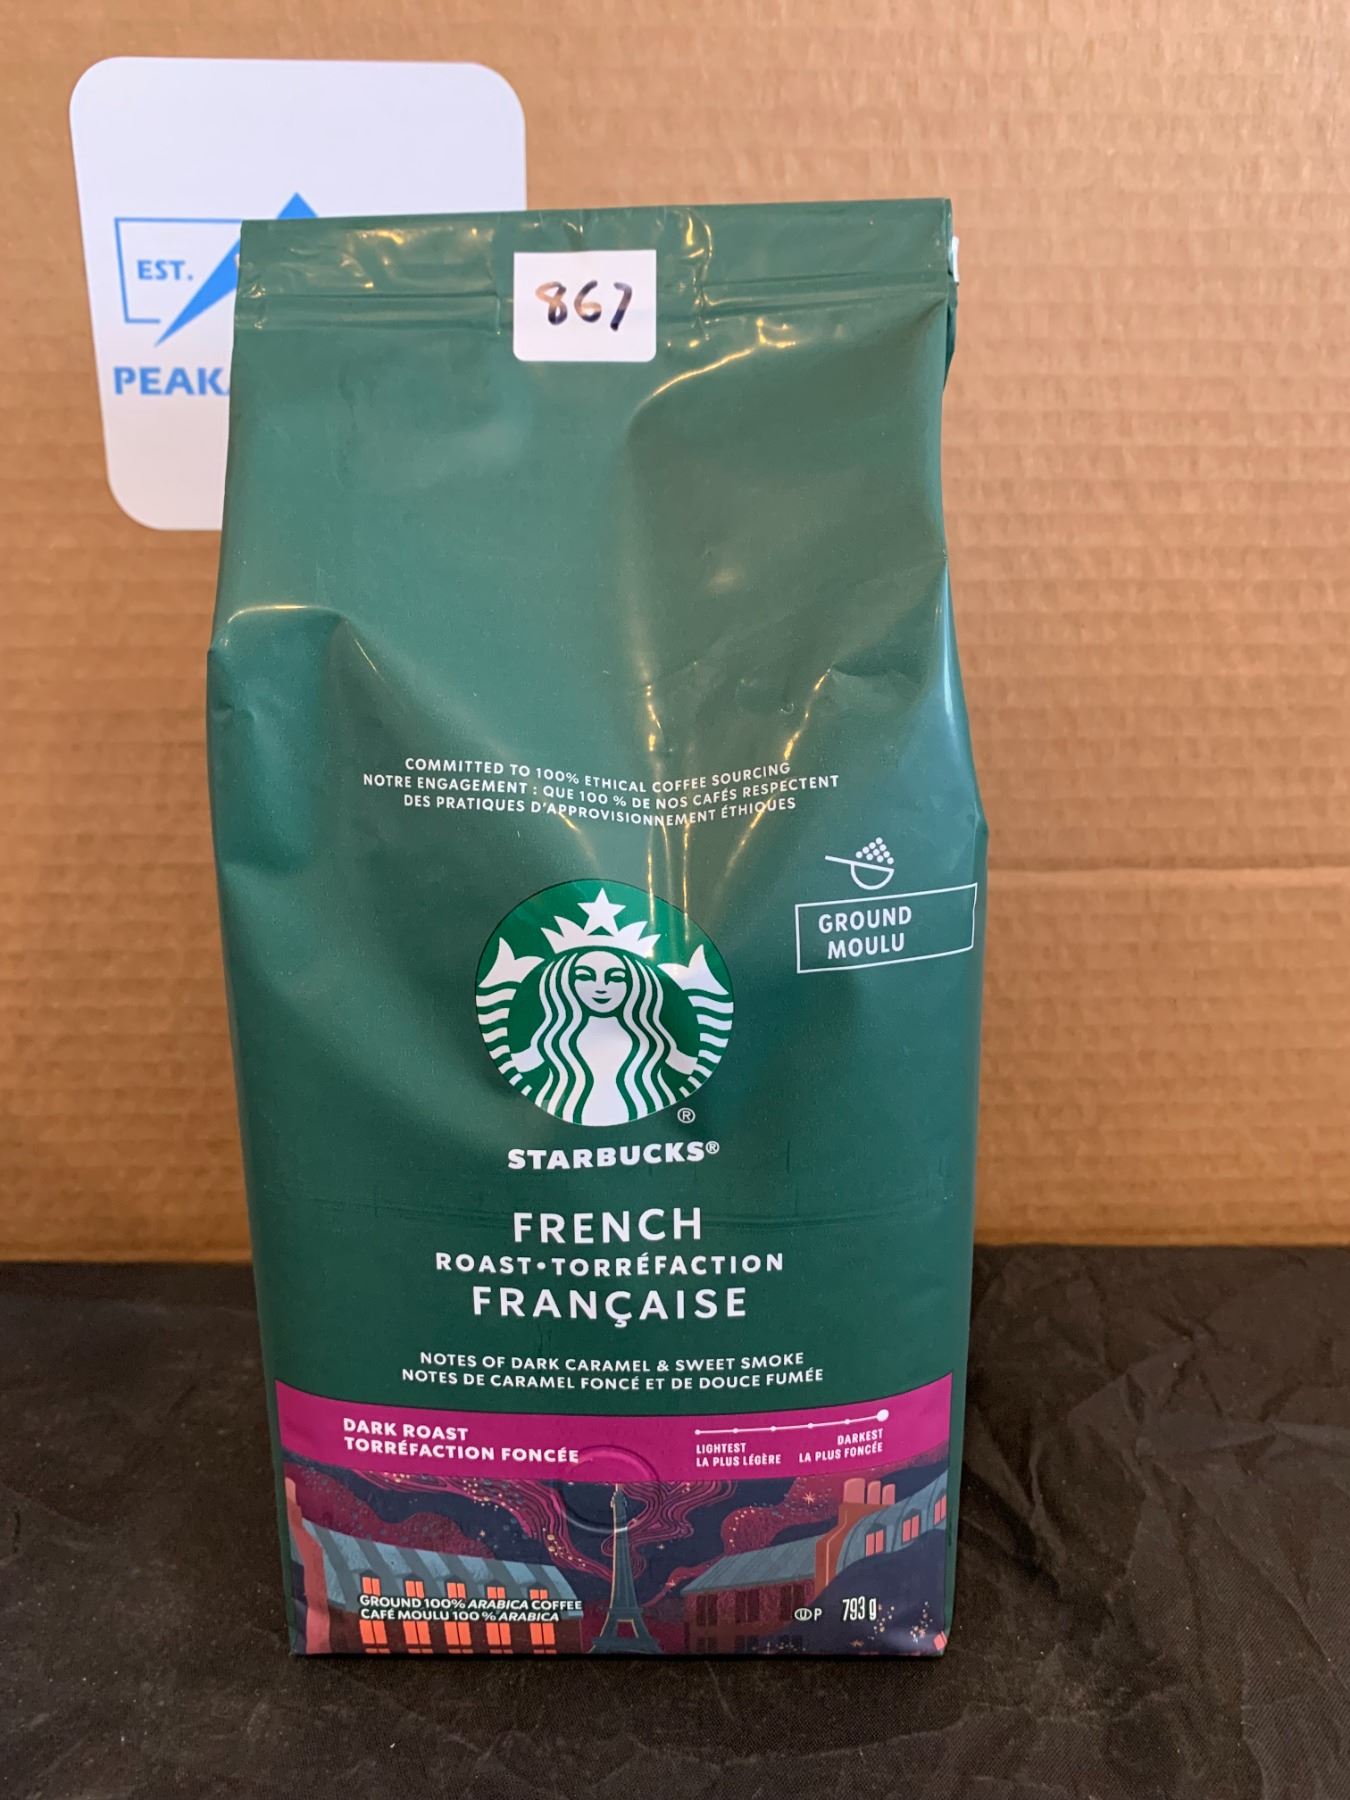 EST.
PEAK
867
COMMITTED TO 100% ETHICAL COFFEE SOURCING
NOTRE ENGAGEMENT : QUE 100 % DE NOS CAFÉS RESPECTENT
DES PRATIQUES D'APPROVISIONNEMENT ÉTHIQUES
GROUND
MOULU
®
STARBUCKS®
FRENCH
ROAST•TORRÉFACTION
FRANÇAISE
NOTES OF DARK CARAMEL & SWEET SMOKE
NOTES DE CARAMEL FONCÉ ET DE DOUCE FUMÉE
DARK ROAST
TORRÉFACTION FONCÉE
LIGHTEST
LA PLUS LÉGÈRE
DARKEST
LA PLUS FONCÉE
GROUND 100% ARABICA COFFEE
CAFÉ MOULU 100 % ARABICA
P
793 g